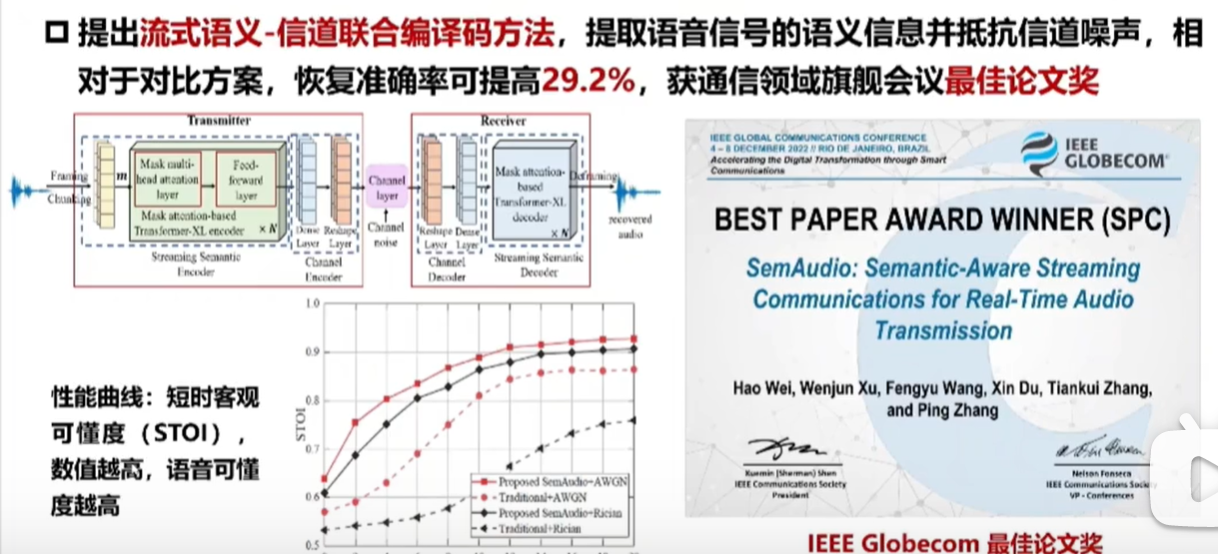 提出流式语义-信道联合编译码方法，提取语音信号的语义信息并抵抗信道噪声，相
对于对比方案，恢复准确率可提高29.2%，获通信领域旗舰会议最佳论文奖
Transmitter
Receiver
Framing
Chunking
m
Mask multi-
head attention
layer
Feed-
forward
layer
Mask attention-based
Transformer-XL encoder
× N
Streaming Semantic
Encoder
Dense
Layer
Reshape
Layer
Channel
Encoder
Channel
layer
Channel
noise
Reshape
Layer
Dense
Layer
Channel
Decoder
Mask attention-
based
Transformer-XL
decoder
× N
Streaming Semantic
Decoder
Deframing
recovered
audio
性能曲线：短时客观
可懂度（STOI），
数值越高，语音可懂
度越高
STOI
1.0
0.9
0.8
0.7
0.6
0.5
Proposed SemAudio+AWGN
Traditional+AWGN
Proposed SemAudio+Rician
Traditional+Rician
IEEE GLOBAL COMMUNICATIONS CONFERENCE
4 – 8 DECEMBER 2022 // RIO DE JANEIRO, BRAZIL
Accelerating the Digital Transformation through Smart
Communications
IEEE
GLOBECOM®
BEST PAPER AWARD WINNER (SPC)
SemAudio: Semantic-Aware Streaming
Communications for Real-Time Audio
Transmission
Hao Wei, Wenjun Xu, Fengyu Wang, Xin Du, Tiankui Zhang,
and Ping Zhang
Xuemin (Sherman) Shen
IEEE Communications Society
President
Nelson Fonseca
IEEE Communications Society
VP - Conferences
IEEE Globecom 最佳论文奖